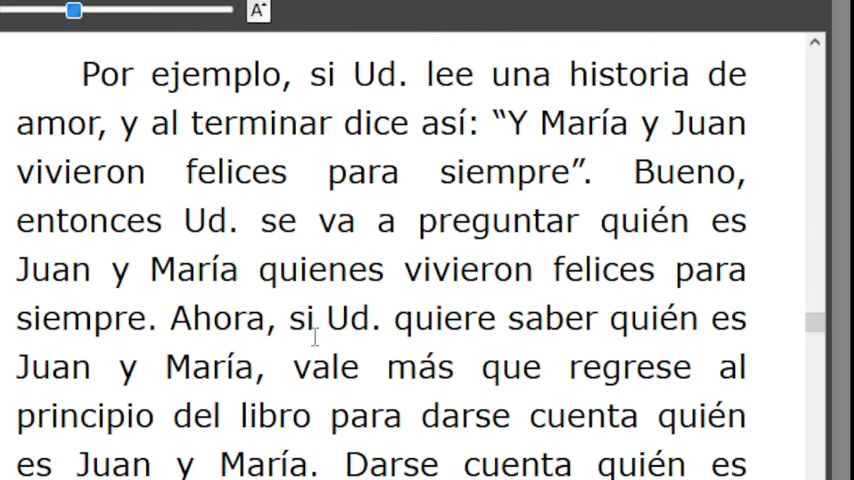 A
Por ejemplo, si Ud. lee una historia de
amor, y al terminar dice así: “Y María y Juan
vivieron felices para siempre”. Bueno,
entonces Ud. se va a preguntar quién es
Juan y María quienes vivieron felices para
siempre. Ahora, si Ud. quiere saber quién es
Juan y María, vale más que regrese al
principio del libro para darse cuenta quién
es Juan y María. Darse cuenta quién es